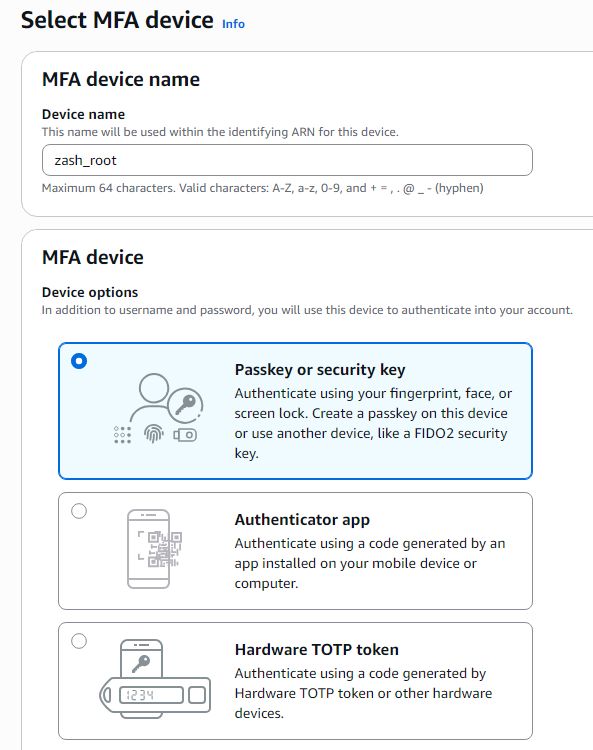 Select MFA device Info
MFA device name
Device name
This name will be used within the identifying ARN for this device.
zash_root
Maximum 64 characters. Valid characters: A-Z, a-z, 0-9, and + = , . @ _ - (hyphen)
MFA device
Device options
In addition to username and password, you will use this device to authenticate into your account.
Passkey or security key
Authenticate using your fingerprint, face, or
screen lock. Create a passkey on this device
or use another device, like a FIDO2 security
key.
Authenticator app
Authenticate using a code generated by an
app installed on your mobile device or
computer.
Hardware TOTP token
Authenticate using a code generated by
Hardware TOTP token or other hardware
devices.
1234